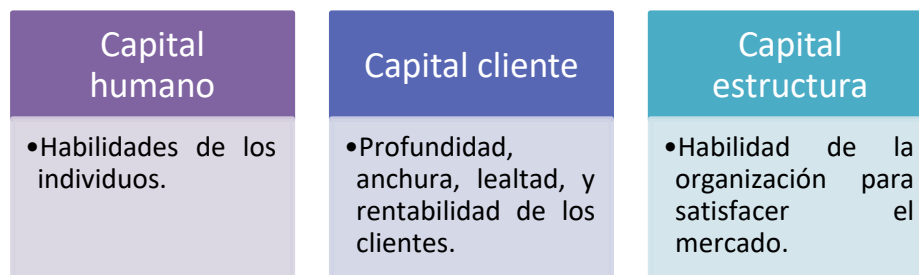 Capital
humano
•Habilidades de los
individuos.
Capital cliente
•Profundidad,
anchura, lealtad, y
rentabilidad de los
clientes.
Capital
estructura
•Habilidad de la
organización para
satisfacer el
mercado.